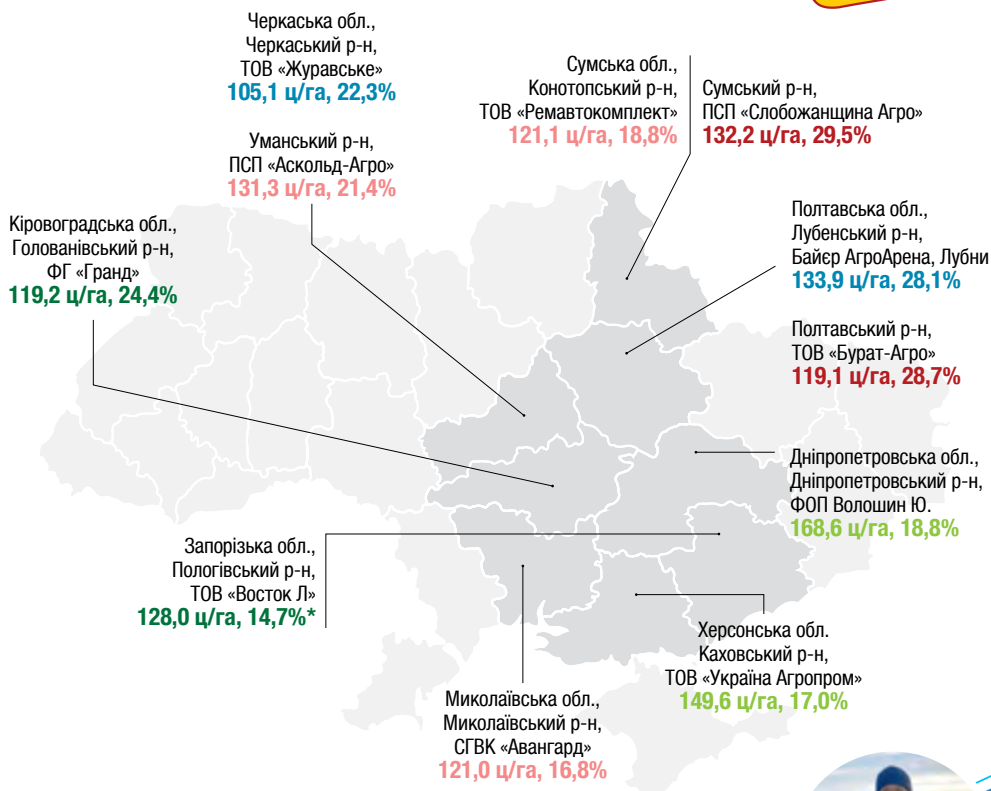 Черкаська обл.,
Черкаський р-н,
ТОВ «Журавське»
105,1 ц/га, 22,3%
Уманський р-н,
ПСП «Аскольд-Агро»
131,3 ц/га, 21,4%
Сумська обл.,
Конотопський р-н,
ТОВ «Ремавтокомплект»
121,1 ц/га, 18,8%
Сумський р-н,
ПСП «Слобожанщина Агро»
132,2 ц/га, 29,5%
Кіровоградська обл.,
Голованівський р-н,
ФГ «Гранд»
119,2 ц/га, 24,4%
Полтавська обл.,
Лубенський р-н,
Байєр АгроАрена, Лубни
133,9 ц/га, 28,1%
Полтавський р-н,
ТОВ «Бурат-Агро»
119,1 ц/га, 28,7%
Дніпропетровська обл.,
Дніпропетровський р-н,
ФОП Волошин Ю.
168,6 ц/га, 18,8%
Запорізька обл.,
Пологівський р-н,
ТОВ «Восток Л»
128,0 ц/га, 14,7%*
Херсонська обл.
Каховський р-н,
ТОВ «Україна Агропром»
149,6 ц/га, 17,0%
Миколаївська обл.,
Миколаївський р-н,
СГВК «Авангард»
121,0 ц/га, 16,8%